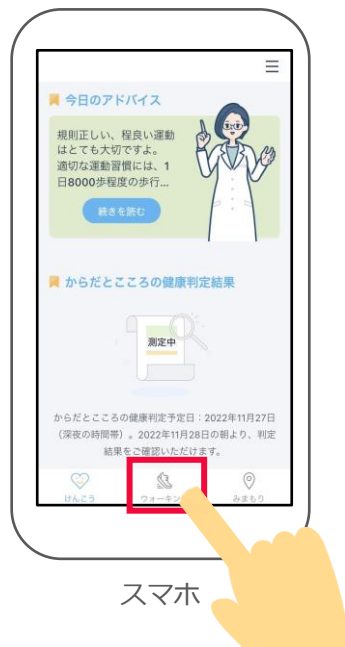 今日のアドバイス
規則正しい、程良い運動
はとても大切ですよ。
適切な運動習慣には、1
日8000歩程度の歩行...
続きを読む
からだとこころの健康判定結果
測定中
からだとこころの健康判定予定日：2022年11月27日
（深夜の時間帯）。2022年11月28日の朝より、判定
結果をご確認いただけます。
けんこう
ウォーキン
みまもり
スマホ